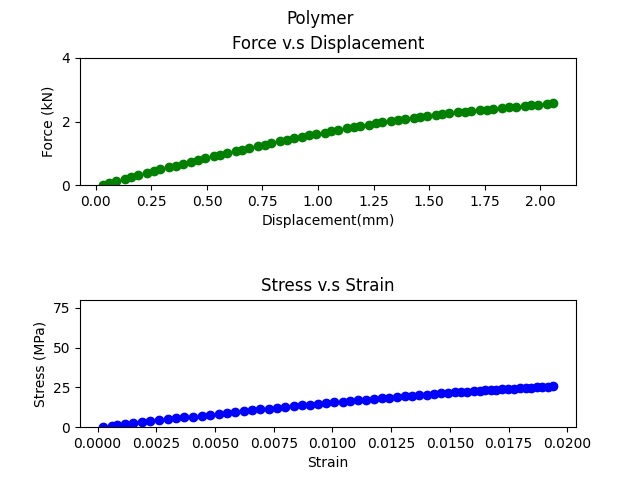 Polymer
Force v.s Displacement
4
2
0
Force (kN)
0.00 0.25 0.50 0.75 1.00 1.25 1.50 1.75 2.00
Displacement(mm)
Stress v.s Strain
75
50
25
0
Stress (MPa)
0.0000 0.0025 0.0050 0.0075 0.0100 0.0125 0.0150 0.0175 0.0200
Strain